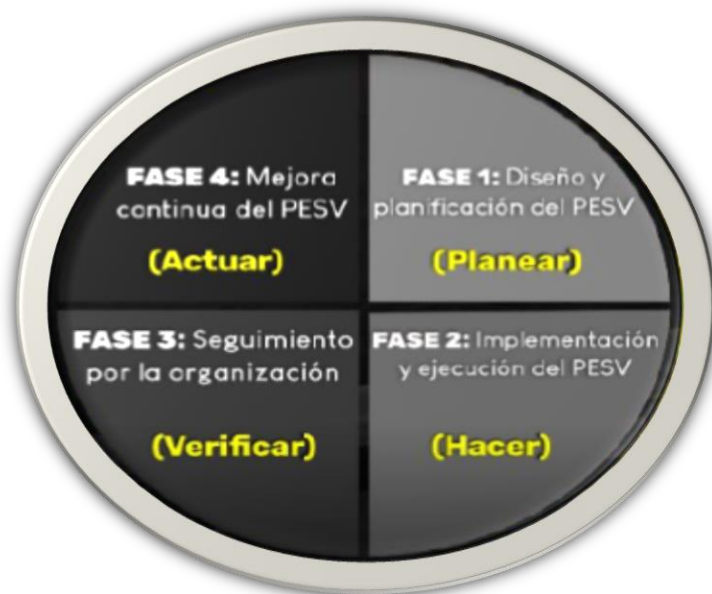 FASE 4: Mejora
continua del PESV
(Actuar)
FASE 1: Diseño y
planificación del PESV
(Planear)
FASE 3: Seguimiento
por la organización
(Verificar)
FASE 2: Implementación
y ejecución del PESV
(Hacer)